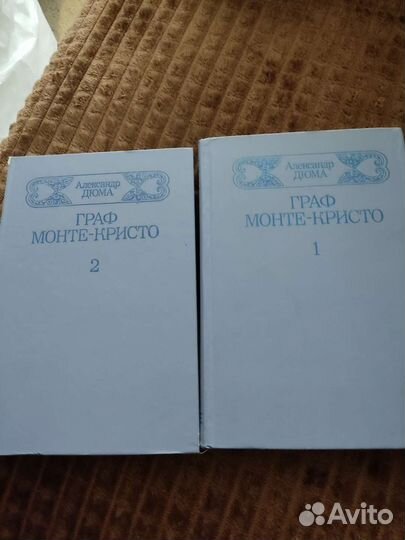 Александр
ДЮМА
ГРАФ
МОНТЕ-КРИСТО
2
Александр
ДЮМА
ГРАФ
МОНТЕ-КРИСТО
1
Avito